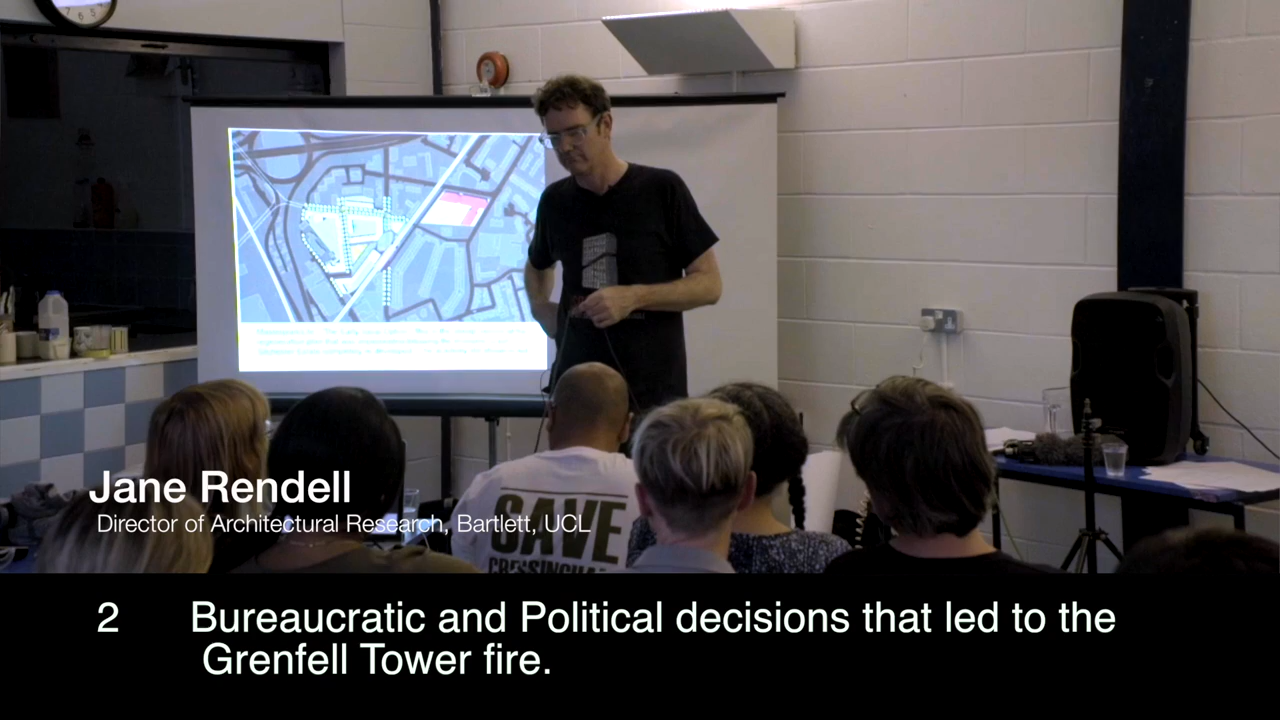 SAVE
CRESSINGHAM
Jane Rendell
Director of Architectural Research, Bartlett, UCL
2 Bureaucratic and Political decisions that led to the
Grenfell Tower fire.